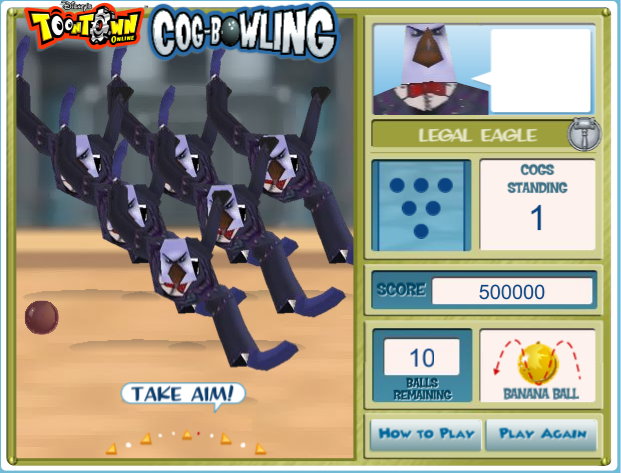 Disney's
TOONTOWN
ONLINE
COG-BOWLING
LEGAL EAGLE
COGS
STANDING
1
SCORE 500000
10
BALLS
REMAINING
BANANA BALL
TAKE AIM!
HOW TO PLAY
PLAY AGAIN